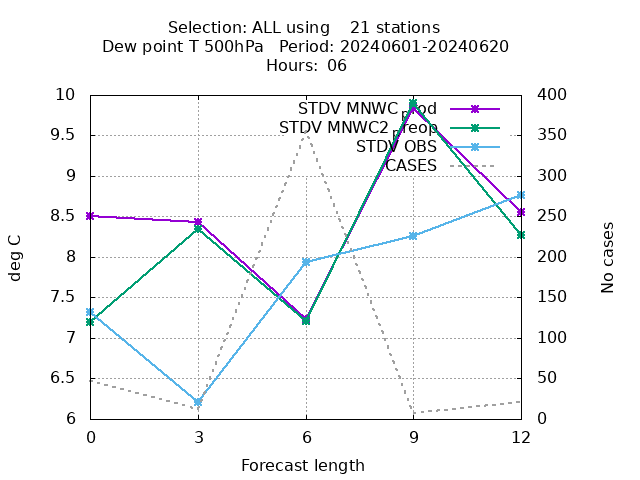 Selection: ALL using    21 stations
Dew point T 500hPa   Period: 20240601-20240620
Hours:  06
STDV MNWC_prod
STDV MNWC2_preop
STDV OBS
CASES
10
9.5
9
8.5
8
7.5
7
6.5
6
400
350
300
250
200
150
100
50
0
deg C
No cases
0 3 6 9 12
Forecast length